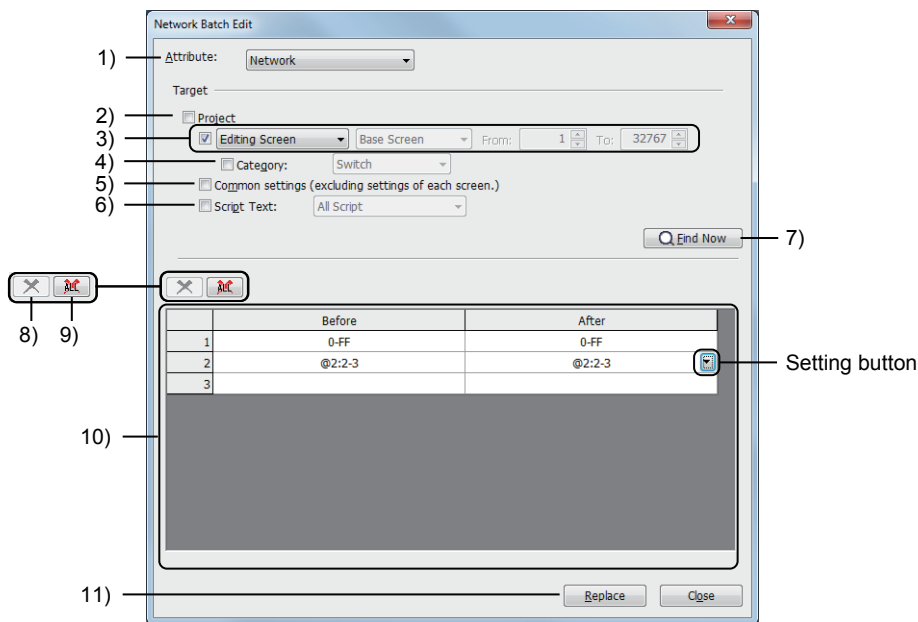 Network Batch Edit
1) Attribute: Network
Target
2) Project
3) Editing Screen Base Screen From: 1 To: 32767
4) Category: Switch
5) Common settings (excluding settings of each screen.)
6) Script Text: All Script
Find Now 7)
ALL ALL
8) 9)
Before After
1 0-FF 0-FF
2 @2:2-3 @2:2-3 Setting button
3
10)
11) Replace Close